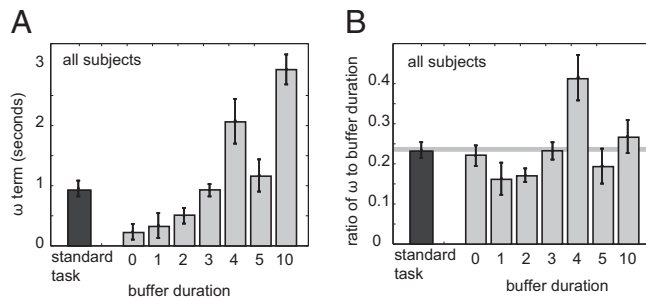 A
all subjects
ω term (seconds)
3
2
1
0
standard
task
0 1 2 3 4 5 10
buffer duration
B
all subjects
ratio of ω to buffer duration
0.4
0.3
0.2
0.1
0
standard
task
0 1 2 3 4 5 10
buffer duration